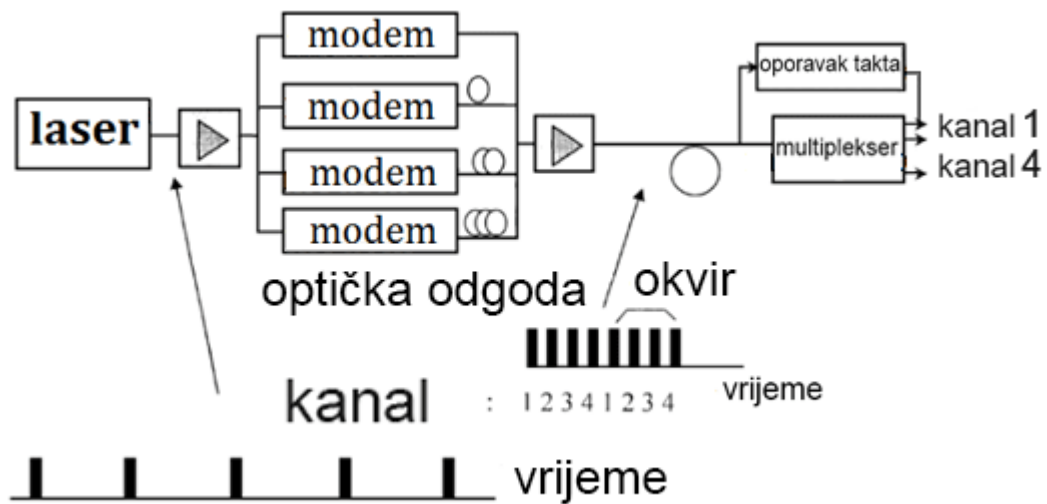 modem
oporavak takta
modem
kanal 1
laser
multiplekser
modem
kanal 4
modem
optička odgoda
okvir
vrijeme
kanal : 1 2 3 4 1 2 3 4
vrijeme